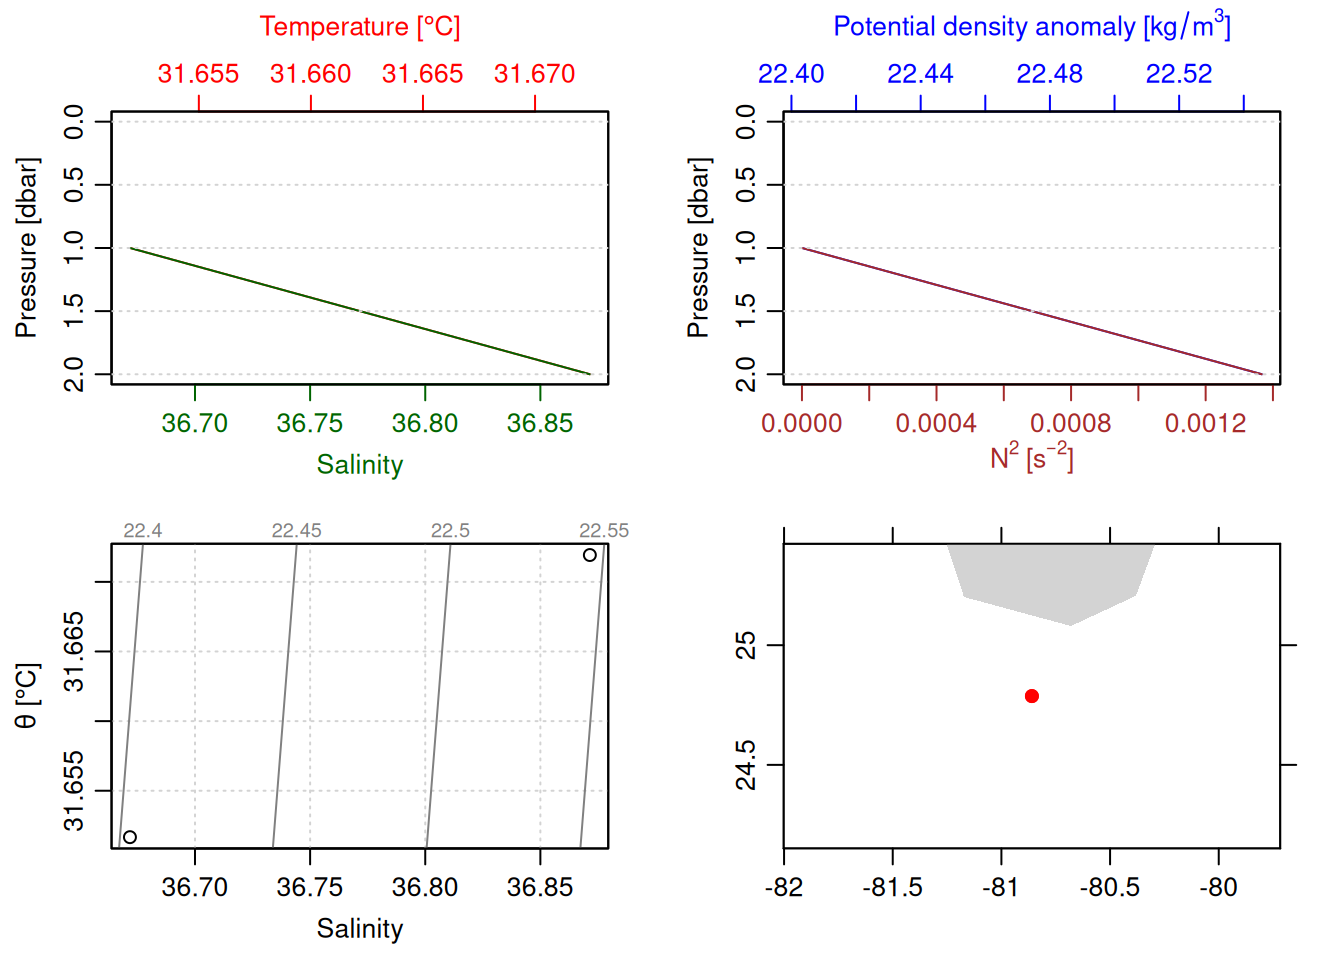 Temperature [°C]
31.655 31.660 31.665 31.670
Pressure [dbar]
0.0 0.5 1.0 1.5 2.0
36.70 36.75 36.80 36.85
Salinity
Potential density anomaly [kg/m³]
22.40 22.44 22.48 22.52
Pressure [dbar]
0.0 0.5 1.0 1.5 2.0
0.0000 0.0004 0.0008 0.0012
N² [s⁻²]
22.4 22.45 22.5 22.55
θ [°C]
31.655 31.665
36.70 36.75 36.80 36.85
Salinity
25
24.5
-82 -81.5 -81 -80.5 -80